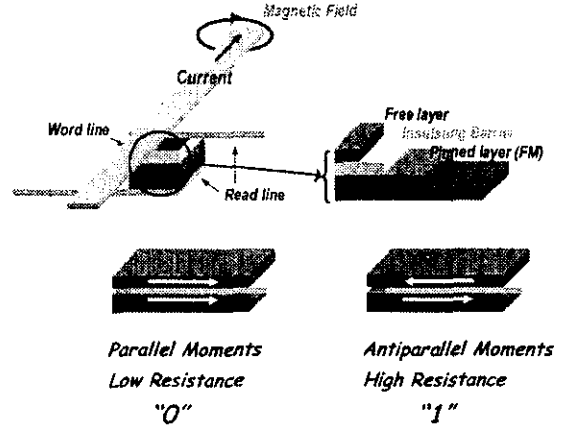 Magnetic Field
Current
Word line
Free layer
Insulating Barrier
Pinned layer (FM)
Read line
Parallel Moments
Low Resistance
"0"
Antiparallel Moments
High Resistance
"1"